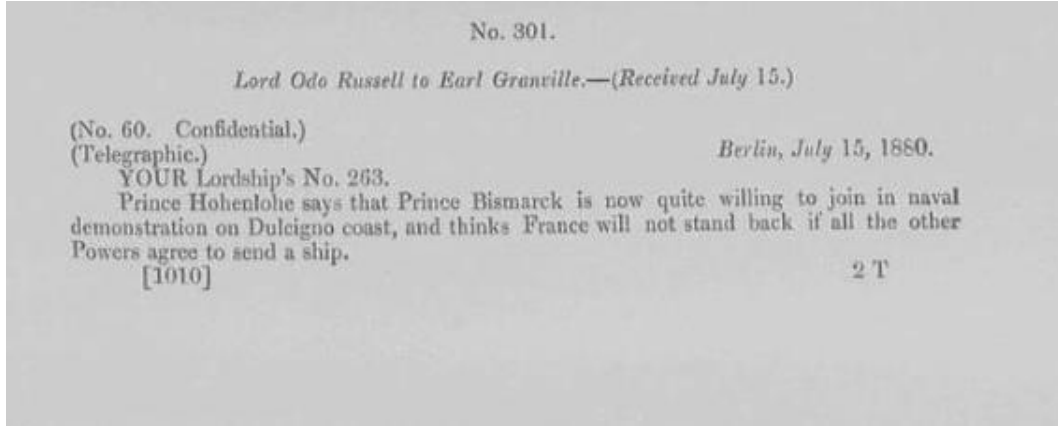 No. 301.
Lord Odo Russell to Earl Granville.—(Received July 15.)
(No. 60. Confidential.)
(Telegraphic.)
Berlin, July 15, 1880.
YOUR Lordship's No. 263.
Prince Hohenlohe says that Prince Bismarck is now quite willing to join in naval
demonstration on Dulcigno coast, and thinks France will not stand back if all the other
Powers agree to send a ship.
[1010]
2 T